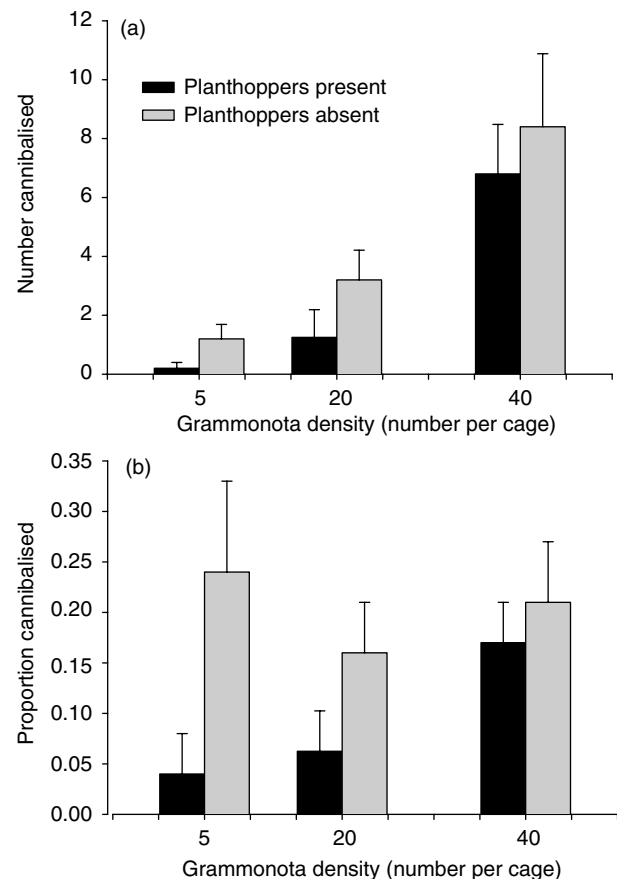 (a)
12
10
8
6
4
2
0
Number cannibalised
Planthoppers present
Planthoppers absent
5 20 40
Grammonota density (number per cage)
(b)
0.35
0.30
0.25
0.20
0.15
0.10
0.05
0.00
Proportion cannibalised
5 20 40
Grammonota density (number per cage)